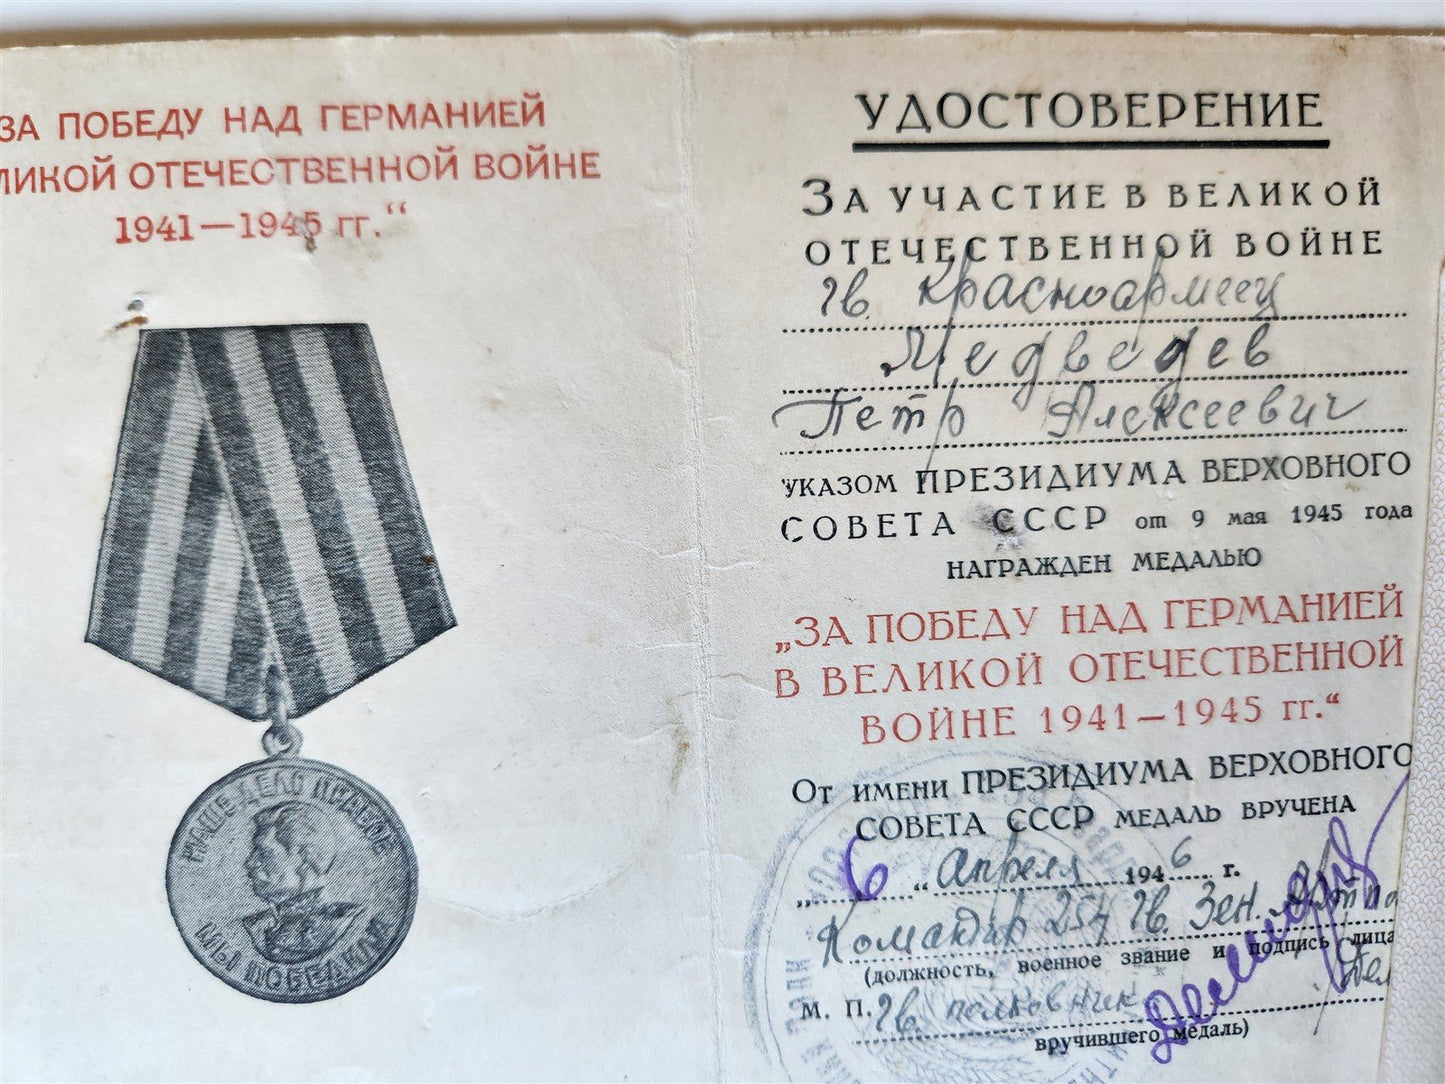 ЗА ПОБЕДУ НАД ГЕРМАНИЕЙ
ЛИКОЙ ОТЕЧЕСТВЕННОЙ ВОЙНЕ
1941—1945 гг.“
НАШЕ ДЕЛО ПРАВОЕ
МЫ ПОБЕДИЛИ
УДОСТОВЕРЕНИЕ
ЗА УЧАСТИЕ В ВЕЛИКОЙ
ОТЕЧЕСТВЕННОЙ ВОЙНЕ
Гв. Красноармеец
Медведев
Петр Алексеевич
УКАЗОМ ПРЕЗИДИУМА ВЕРХОВНОГО
СОВЕТА СССР от 9 мая 1945 года
НАГРАЖДЕН МЕДАЛЬЮ
„ЗА ПОБЕДУ НАД ГЕРМАНИЕЙ
В ВЕЛИКОЙ ОТЕЧЕСТВЕННОЙ
ВОЙНЕ 1941—1945 гг.“
От имени ПРЕЗИДИУМА ВЕРХОВНОГО
СОВЕТА СССР МЕДАЛЬ ВРУЧЕНА
„6“ Апреля 1946 г.
Командир 254 Гв. Зен.
(должность, военное звание и подпись лица
М. П. Гв. полковник
вручившего медаль)